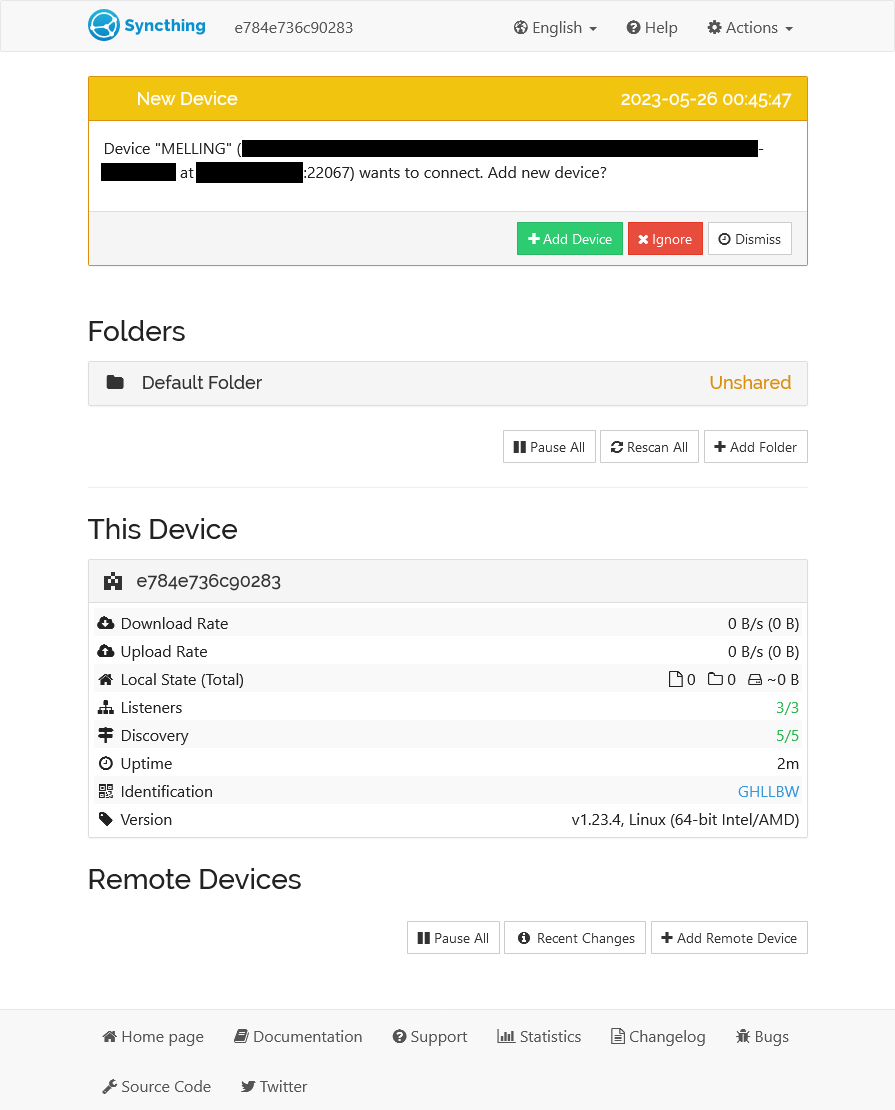 Syncthing e784e736c90283 English Help Actions
New Device 2023-05-26 00:45:47
Device "MELLING" ( -
at :22067) wants to connect. Add new device?
Add Device Ignore Dismiss
Folders
Default Folder Unshared
Pause All Rescan All Add Folder
This Device
e784e736c90283
Download Rate 0 B/s (0 B)
Upload Rate 0 B/s (0 B)
Local State (Total) 0 0 ~0 B
Listeners 3/3
Discovery 5/5
Uptime 2m
Identification GHLLBW
Version v1.23.4, Linux (64-bit Intel/AMD)
Remote Devices
Pause All Recent Changes Add Remote Device
Home page Documentation Support Statistics Changelog Bugs
Source Code Twitter